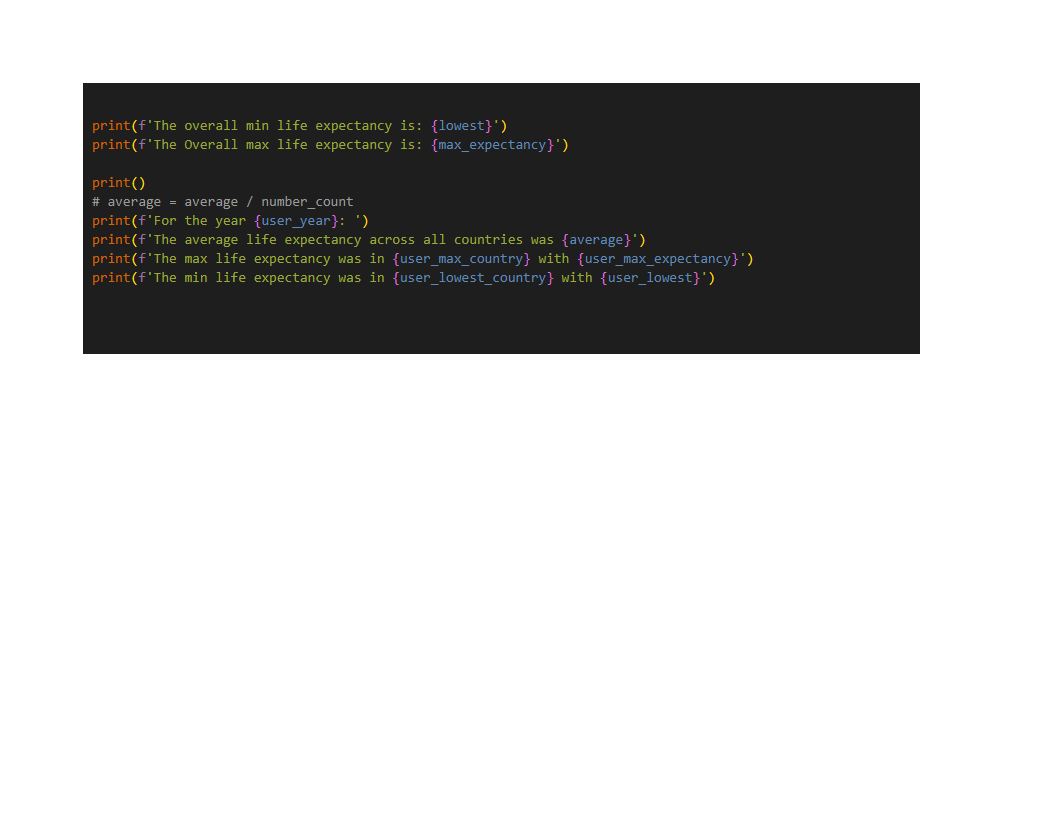 print(f'The overall min life expectancy is: {lowest}')
print(f'The Overall max life expectancy is: {max_expectancy}')
print()
# average = average / number_count
print(f'For the year {user_year}: ')
print(f'The average life expectancy across all countries was {average}')
print(f'The max life expectancy was in {user_max_country} with {user_max_expectancy}')
print(f'The min life expectancy was in {user_lowest_country} with {user_lowest}')